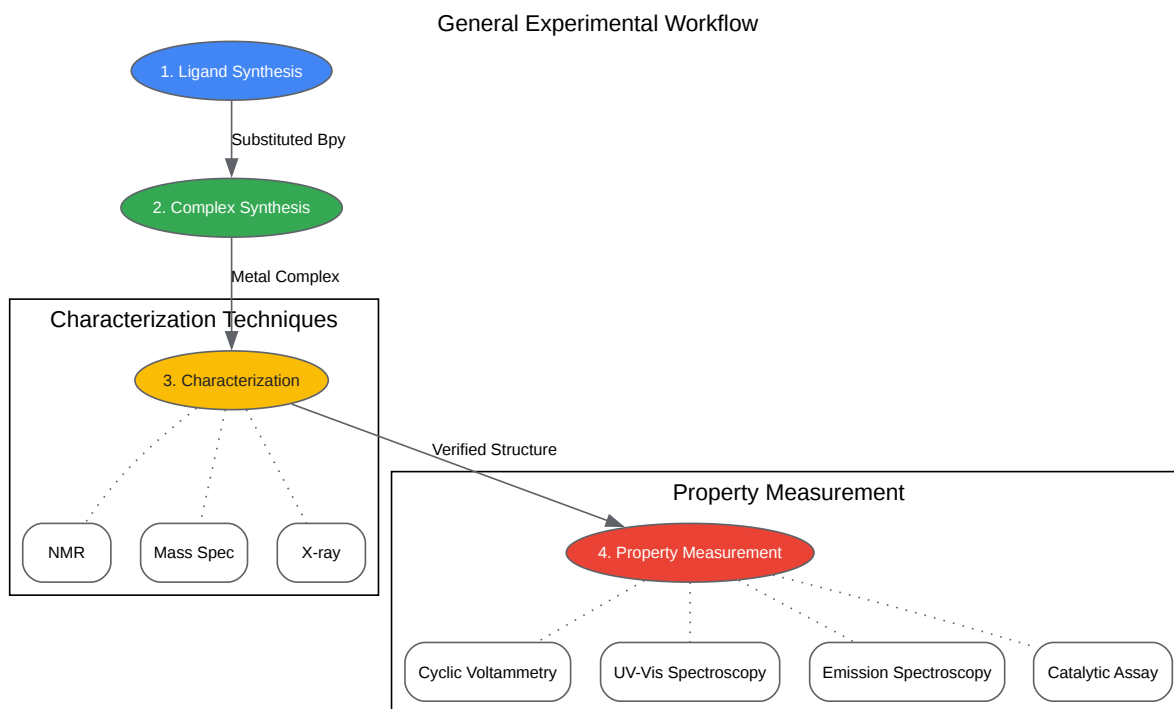 General Experimental Workflow
1. Ligand Synthesis
Substituted Bpy
2. Complex Synthesis
Metal Complex
Characterization Techniques
3. Characterization
Verified Structure
NMR
Mass Spec
X-ray
Property Measurement
4. Property Measurement
Cyclic Voltammetry
UV-Vis Spectroscopy
Emission Spectroscopy
Catalytic Assay